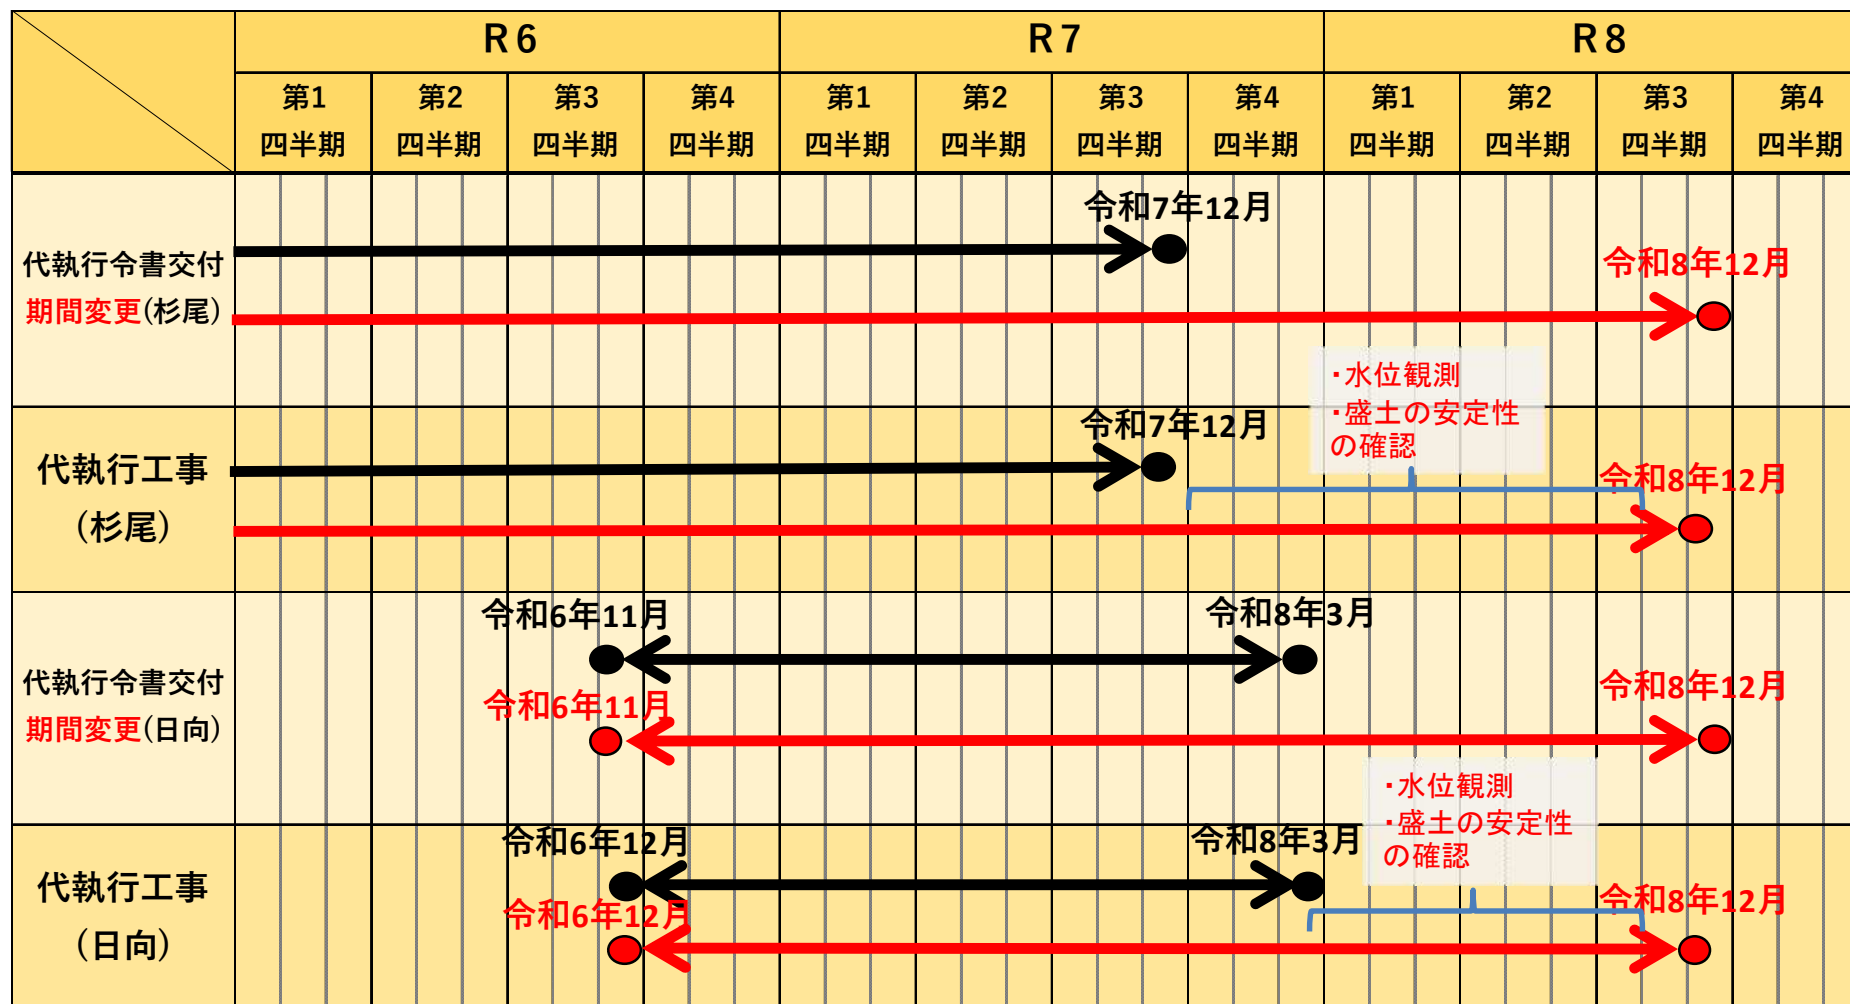 R6 R7 R8
第1 第2 第3 第4 第1 第2 第3 第4 第1 第2 第3 第4
四半期 四半期 四半期 四半期 四半期 四半期 四半期 四半期 四半期 四半期 四半期 四半期
令和7年12月
代執行令書交付
期間変更(杉尾)
令和8年12月
・水位観測
・盛土の安定性
の確認
令和7年12月
代執行工事
(杉尾)
令和8年12月
令和6年11月
令和8年3月
代執行令書交付
期間変更(日向)
令和6年11月
令和8年12月
・水位観測
・盛土の安定性
の確認
令和6年12月
令和8年3月
代執行工事
(日向)
令和6年12月
令和8年12月